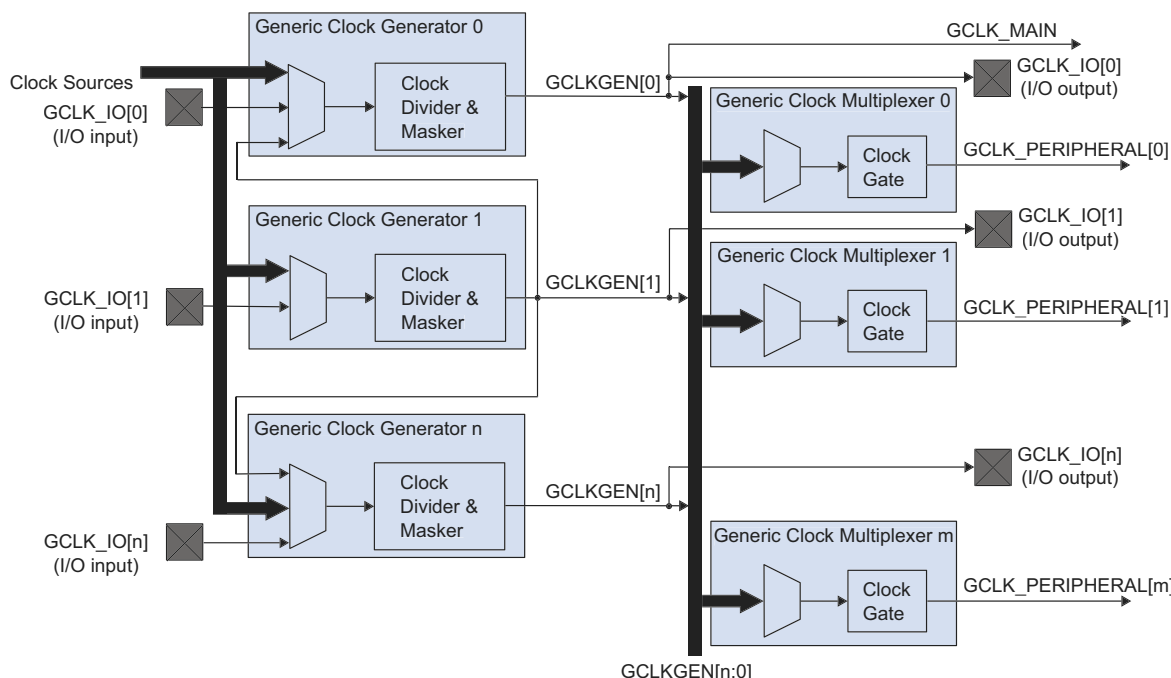 Generic Clock Generator 0
Clock Sources
GCLK_IO[0]
(I/O input)
Clock
Divider &
Masker
GCLKGEN[0]
GCLK_MAIN
GCLK_IO[0]
(I/O output)
Generic Clock Multiplexer 0
Clock
Gate
GCLK_PERIPHERAL[0]
Generic Clock Generator 1
GCLK_IO[1]
(I/O input)
Clock
Divider &
Masker
GCLKGEN[1]
GCLK_IO[1]
(I/O output)
Generic Clock Multiplexer 1
Clock
Gate
GCLK_PERIPHERAL[1]
Generic Clock Generator n
GCLK_IO[n]
(I/O input)
Clock
Divider &
Masker
GCLKGEN[n]
GCLK_IO[n]
(I/O output)
Generic Clock Multiplexer m
Clock
Gate
GCLK_PERIPHERAL[m]
GCLKGEN[n:0]